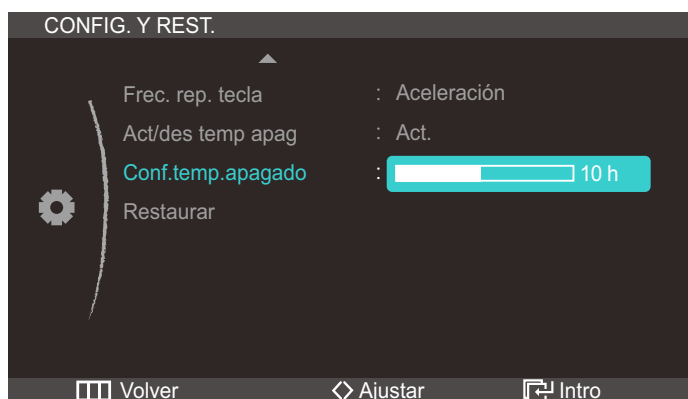 CONFIG. Y REST.
Frec. rep. tecla : Aceleración
Act/des temp apag : Act.
Conf.temp.apagado : 10 h
Restaurar
Volver Ajustar Intro